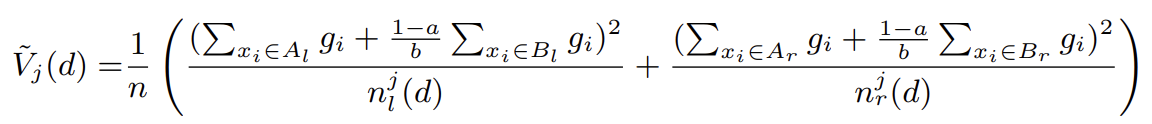 $\tilde{V}_j(d) = \frac{1}{n} \left( \frac{(\sum_{x_i \in A_l} g_i + \frac{1-a}{b} \sum_{x_i \in B_l} g_i)^2}{n_l^j(d)} + \frac{(\sum_{x_i \in A_r} g_i + \frac{1-a}{b} \sum_{x_i \in B_r} g_i)^2}{n_r^j(d)} \right)$